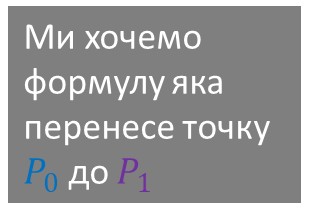 Ми хочемо
формулу яка
перенесе точку
P₀ до P₁